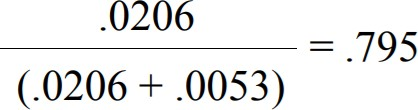 .0206
= .795
(.0206 + .0053)